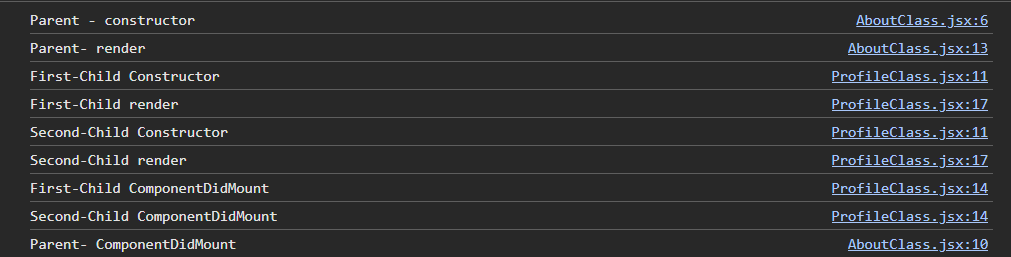 Parent - constructor AboutClass.jsx:6
Parent- render AboutClass.jsx:13
First-Child Constructor ProfileClass.jsx:11
First-Child render ProfileClass.jsx:17
Second-Child Constructor ProfileClass.jsx:11
Second-Child render ProfileClass.jsx:17
First-Child ComponentDidMount ProfileClass.jsx:14
Second-Child ComponentDidMount ProfileClass.jsx:14
Parent- ComponentDidMount AboutClass.jsx:10